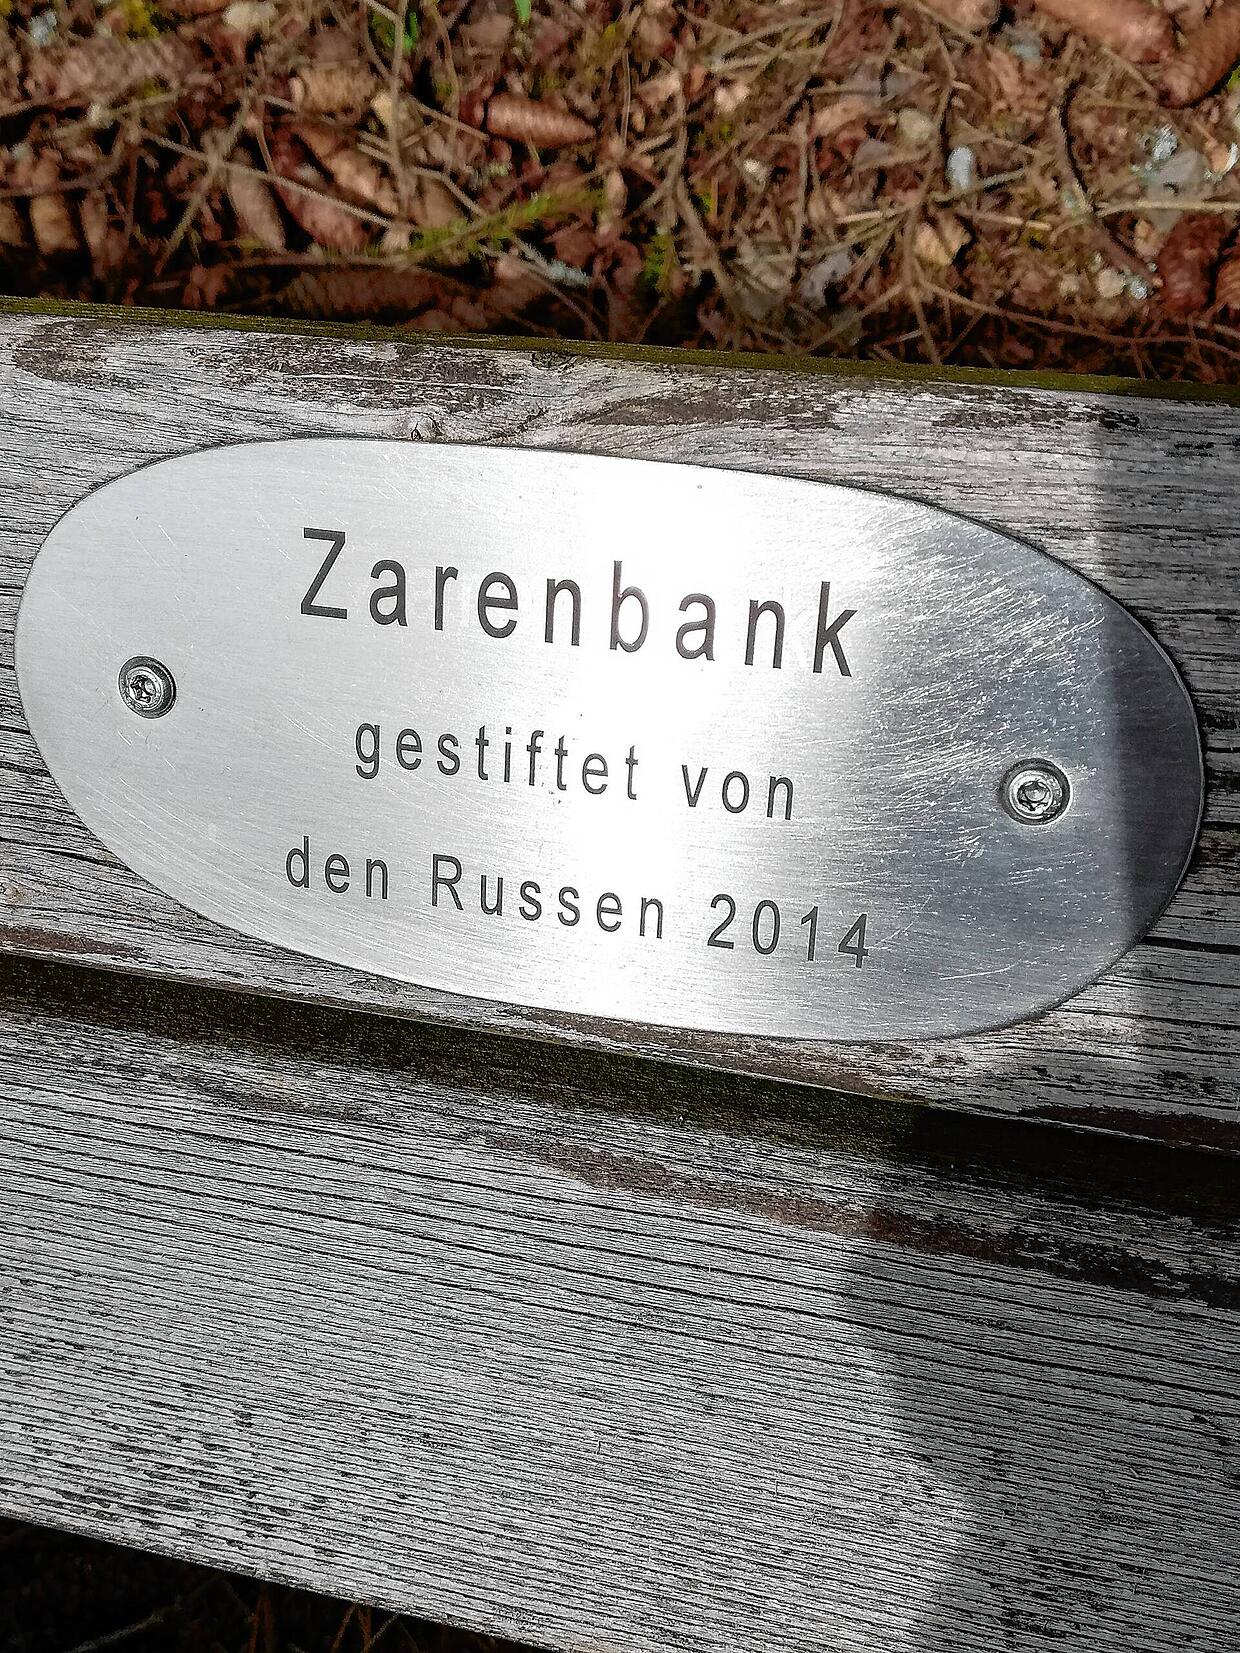 Zarenbank
gestiftet von
den Russen 2014